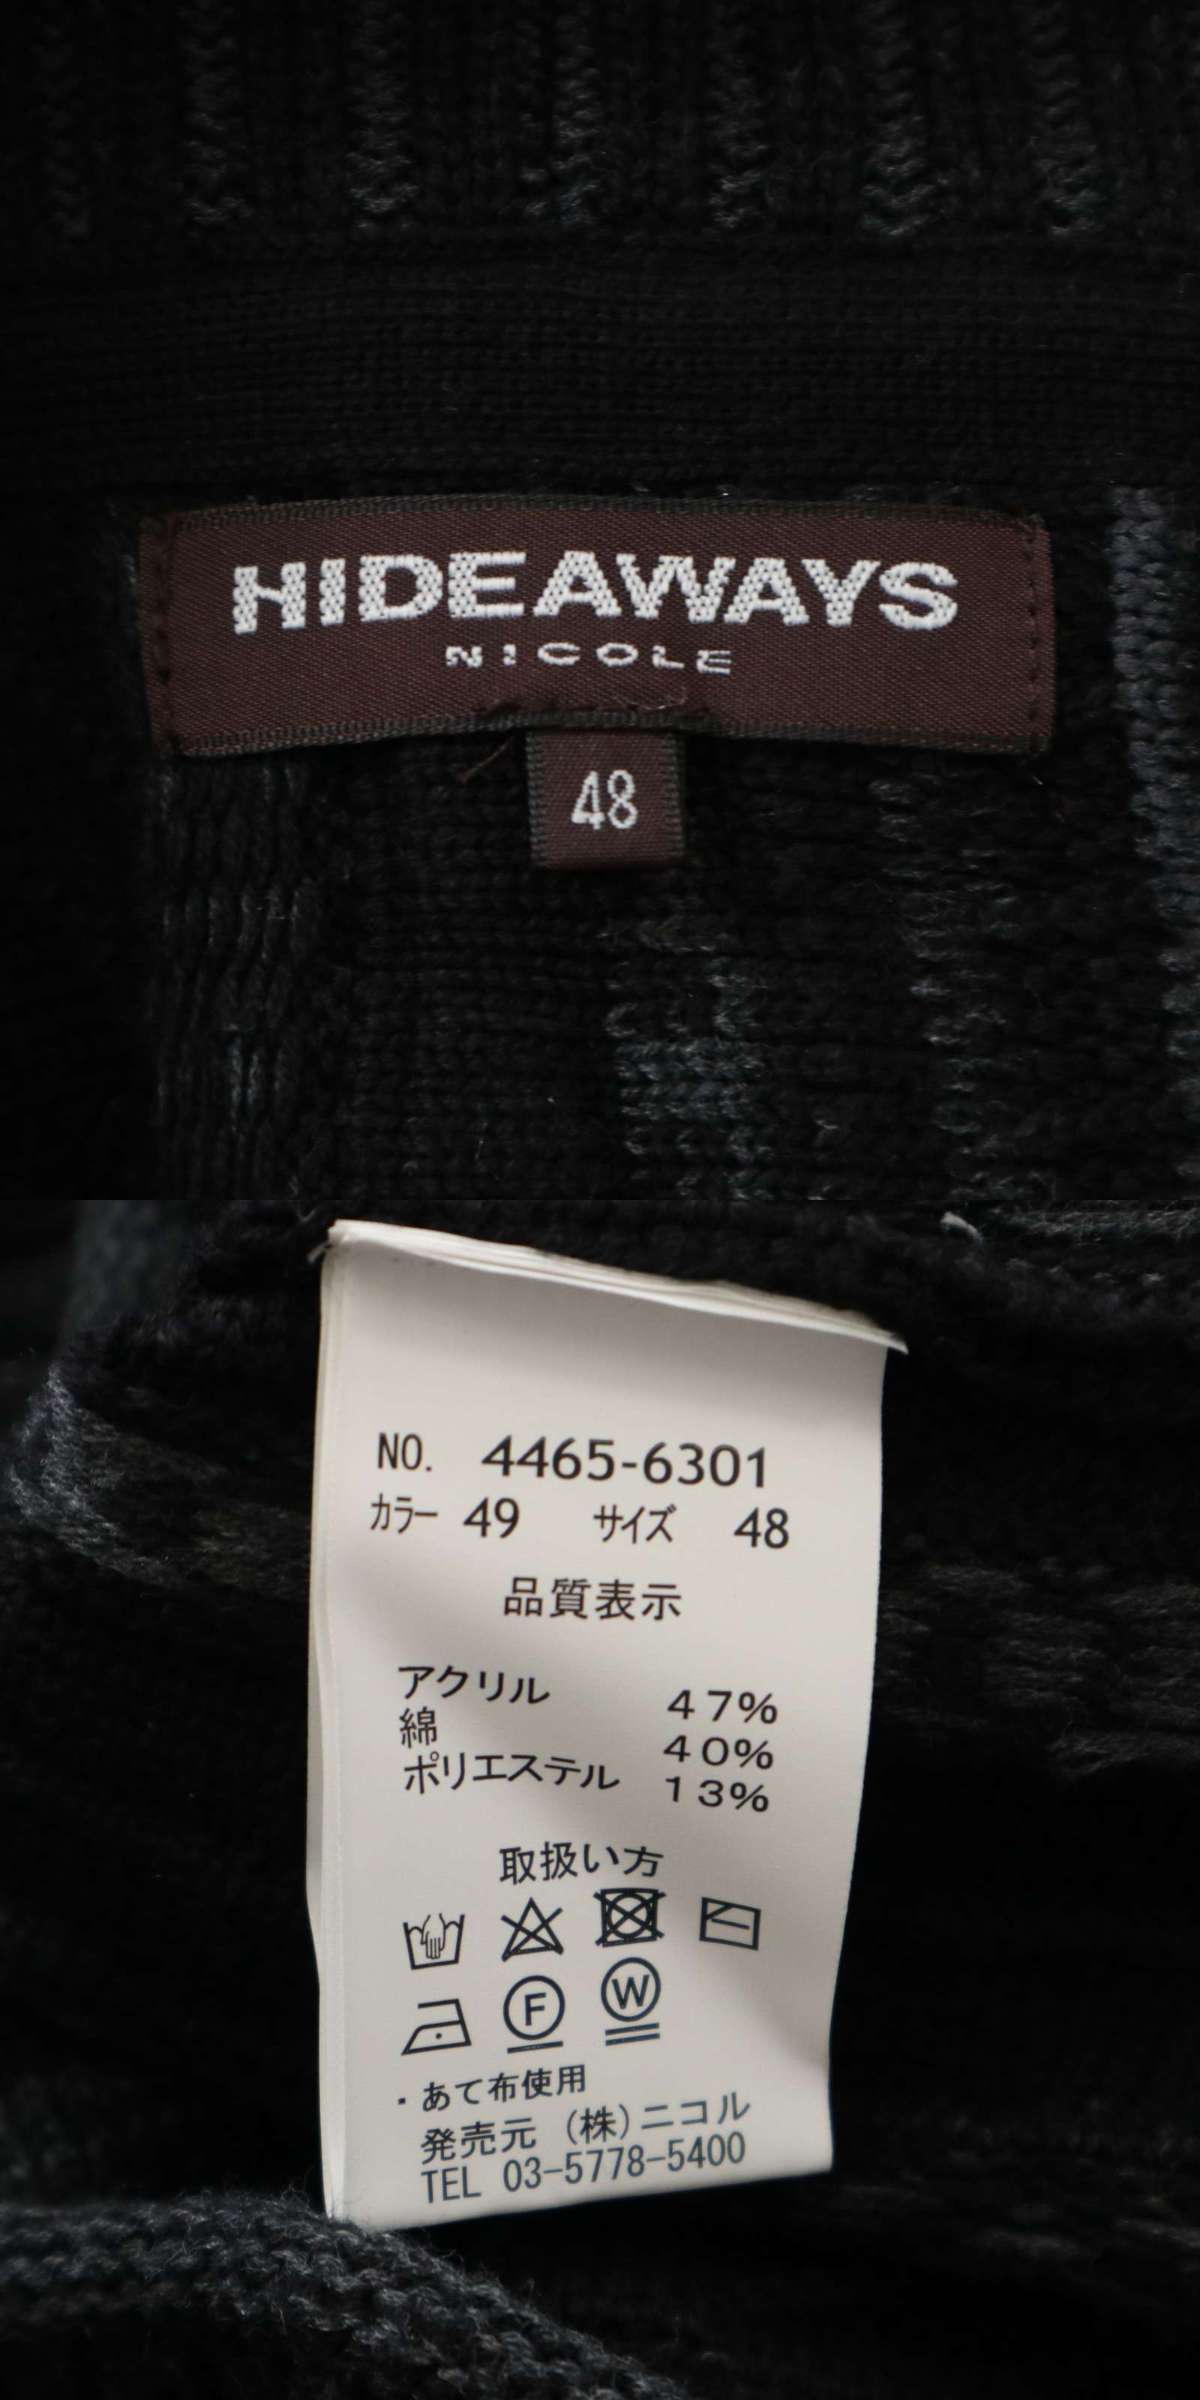 HIDEAWAYS
NICOLE
48
NO. 4465-6301
カラー 49 サイズ 48
品質表示
アクリル 47%
綿 40%
ポリエステル 13%
取扱い方
F W
・あて布使用
発売元 (株)ニコル
TEL 03-5778-5400